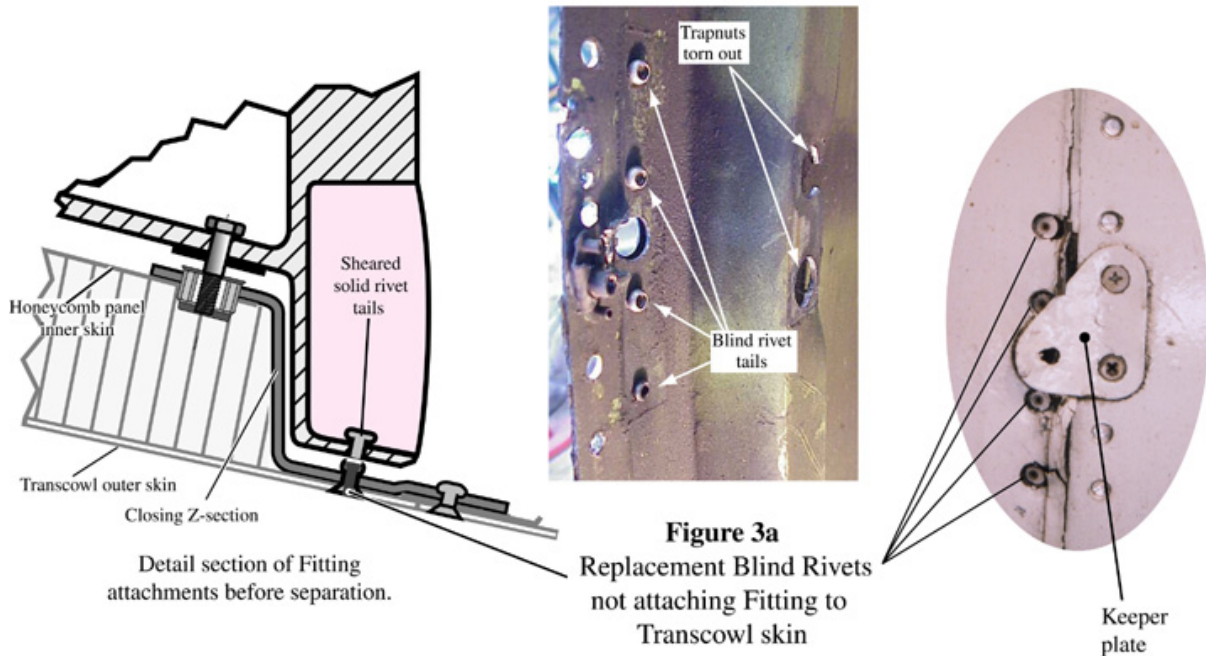 Honeycomb panel
inner skin
Sheared
solid rivet
tails
Transcowl outer skin
Closing Z-section
Detail section of Fitting
attachments before separation.
Trapnuts
torn out
Blind rivet
tails
Figure 3a
Replacement Blind Rivets
not attaching Fitting to
Transcowl skin
Keeper
plate